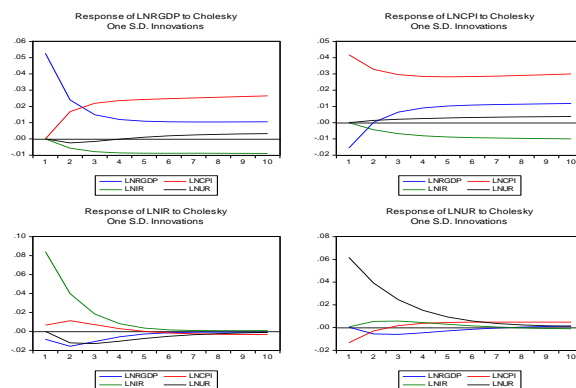 Response of LNRGDP to Cholesky
One S.D. Innovations
.06
.05
.04
.03
.02
.01
.00
-.01
1 2 3 4 5 6 7 8 9 10
LNRGDP LNCPI
LNIR LNUR
Response of LNCPI to Cholesky
One S.D. Innovations
.05
.04
.03
.02
.01
.00
-.01
-.02
1 2 3 4 5 6 7 8 9 10
LNRGDP LNCPI
LNIR LNUR
Response of LNIR to Cholesky
One S.D. Innovations
.10
.08
.06
.04
.02
.00
-.02
1 2 3 4 5 6 7 8 9 10
LNRGDP LNCPI
LNIR LNUR
Response of LNUR to Cholesky
One S.D. Innovations
.08
.06
.04
.02
.00
-.02
1 2 3 4 5 6 7 8 9 10
LNRGDP LNCPI
LNIR LNUR